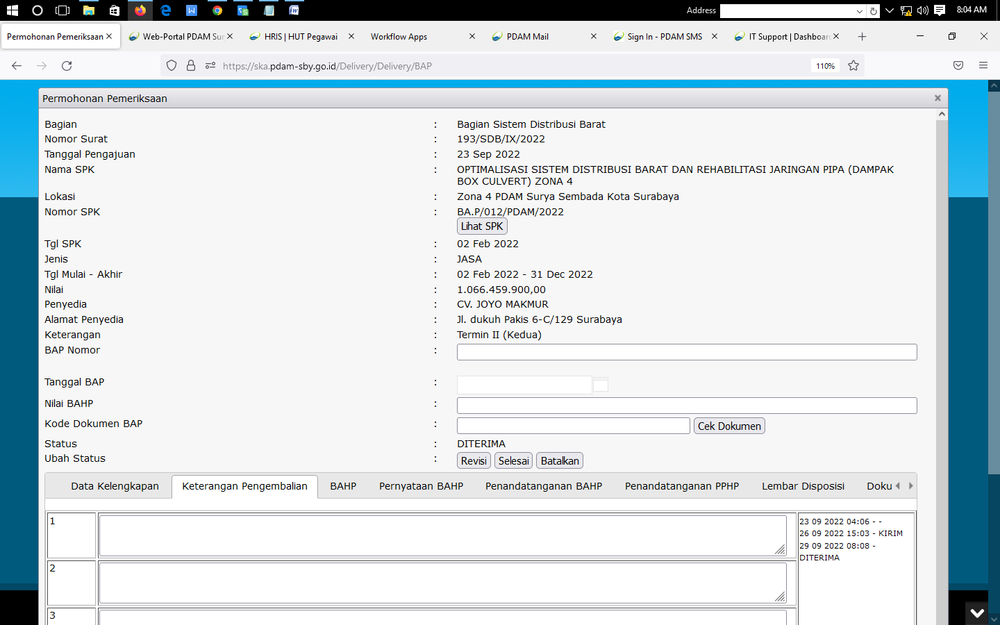 Address
8:04 AM
Permohonan Pemeriksaan
Web-Portal PDAM Sur
HRIS | HUT Pegawai
Workflow Apps
PDAM Mail
Sign In - PDAM SMS
IT Support | Dashboard
https://ska.pdam-sby.go.id/Delivery/Delivery/BAP
110%
Permohonan Pemeriksaan
Bagian : Bagian Sistem Distribusi Barat
Nomor Surat : 193/SDB/IX/2022
Tanggal Pengajuan : 23 Sep 2022
Nama SPK : OPTIMALISASI SISTEM DISTRIBUSI BARAT DAN REHABILITASI JARINGAN PIPA (DAMPAK
BOX CULVERT) ZONA 4
Lokasi : Zona 4 PDAM Surya Sembada Kota Surabaya
Nomor SPK : BA.P/012/PDAM/2022
Lihat SPK
Tgl SPK : 02 Feb 2022
Jenis : JASA
Tgl Mulai - Akhir : 02 Feb 2022 - 31 Dec 2022
Nilai : 1.066.459.900,00
Penyedia : CV. JOYO MAKMUR
Alamat Penyedia : Jl. dukuh Pakis 6-C/129 Surabaya
Keterangan : Termin II (Kedua)
BAP Nomor :
Tanggal BAP :
Nilai BAHP :
Kode Dokumen BAP : Cek Dokumen
Status : DITERIMA
Ubah Status : Revisi Selesai Batalkan
Data Kelengkapan Keterangan Pengembalian BAHP Pernyataan BAHP Penandatanganan BAHP Penandatanganan PPHP Lembar Disposisi Doku
1
2
3
23 09 2022 04:06 - -
26 09 2022 15:03 - KIRIM
29 09 2022 08:08 -
DITERIMA